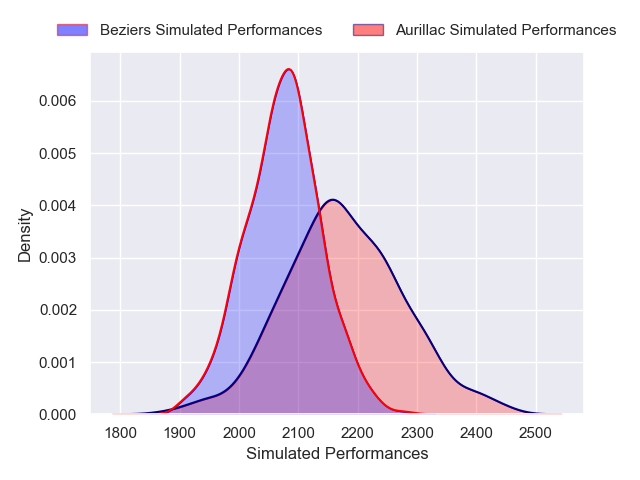 Beziers Simulated Performances
Aurillac Simulated Performances
0.006
0.005
0.004
0.003
0.002
0.001
0.000
Density
1800 1900 2000 2100 2200 2300 2400 2500
Simulated Performances